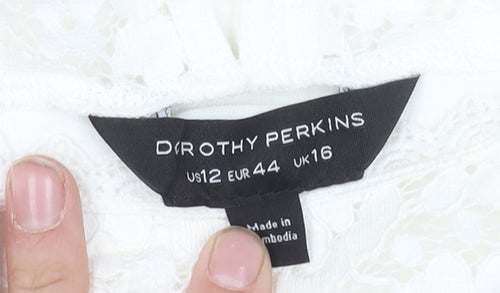 DOROTHY PERKINS
US12 EUR44 UK16
Made in
mbodia